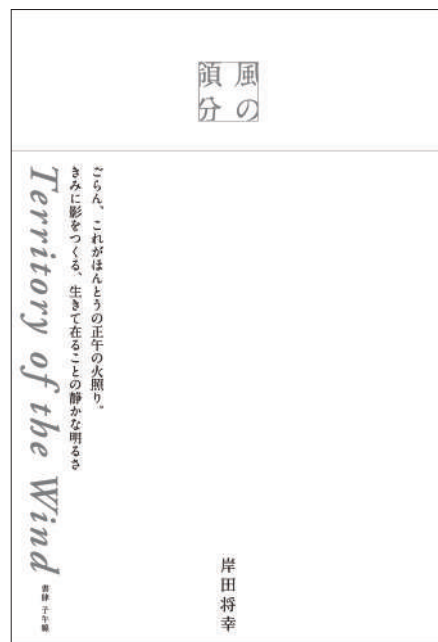 風の
領分
ごらん、これがほんとうの正午の火照り。
きみに影をつくる、生きて在ることの静かな明るさ
Territory of the Wind
岸田将幸
書肆 子午線